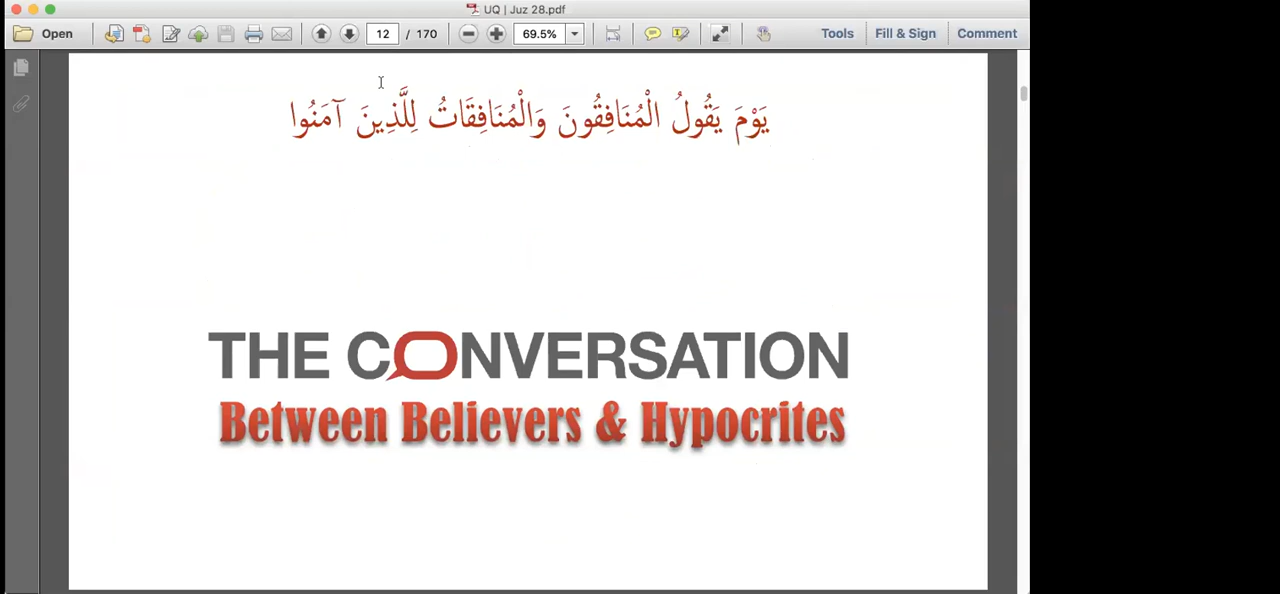 UQ | Juz 28.pdf
Open 12 / 170 69.5% Tools Fill & Sign Comment
يَوْمَ يَقُولُ الْمُنَافِقُونَ وَالْمُنَافِقَاتُ لِلَّذِينَ آمَنُوا
THE CONVERSATION
Between Believers & Hypocrites